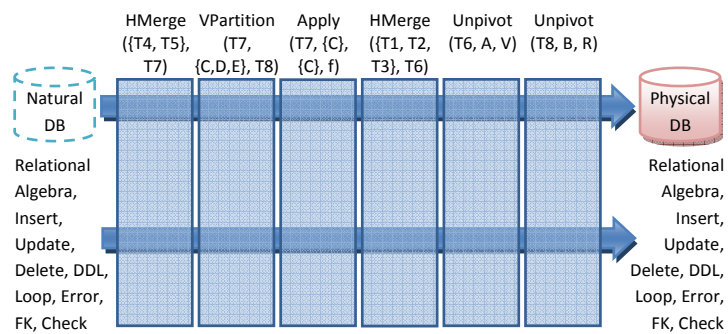 HMerge
({T4, T5},
T7)
VPartition
(T7,
{C,D,E}, T8)
Apply
(T7, {C},
{C}, f)
HMerge
({T1, T2,
T3}, T6)
Unpivot
(T6, A, V)
Unpivot
(T8, B, R)
Natural
DB
Physical
DB
Relational
Algebra,
Insert,
Update,
Delete, DDL,
Loop, Error,
FK, Check
Relational
Algebra,
Insert,
Update,
Delete, DDL,
Loop, Error,
FK, Check